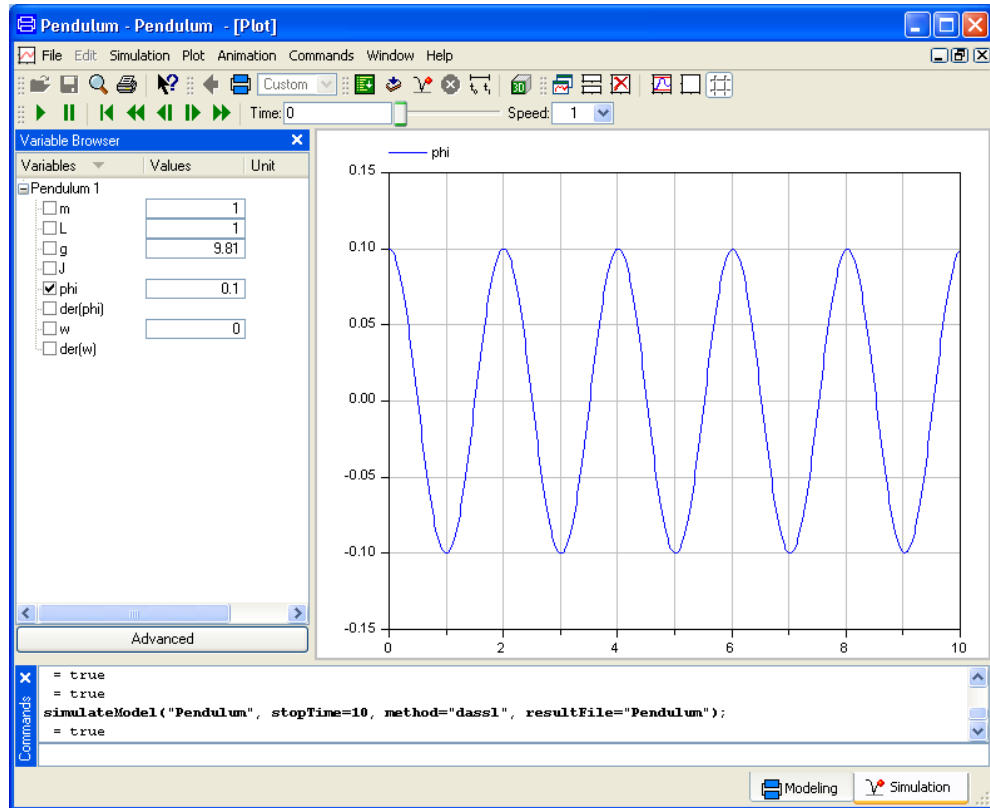 Pendulum - Pendulum - [Plot]
File Edit Simulation Plot Animation Commands Window Help
Custom
3D
Time: 0 Speed: 1
Variable Browser
Variables Values Unit
Pendulum 1
m 1
L 1
g 9.81
J
phi 0.1
der(phi)
w 0
der(w)
Advanced
phi
0.15
0.10
0.05
0.00
-0.05
-0.10
-0.15
0 2 4 6 8 10
Commands
= true
= true
simulateModel("Pendulum", stopTime=10, method="dassl", resultFile="Pendulum");
= true
Modeling Simulation